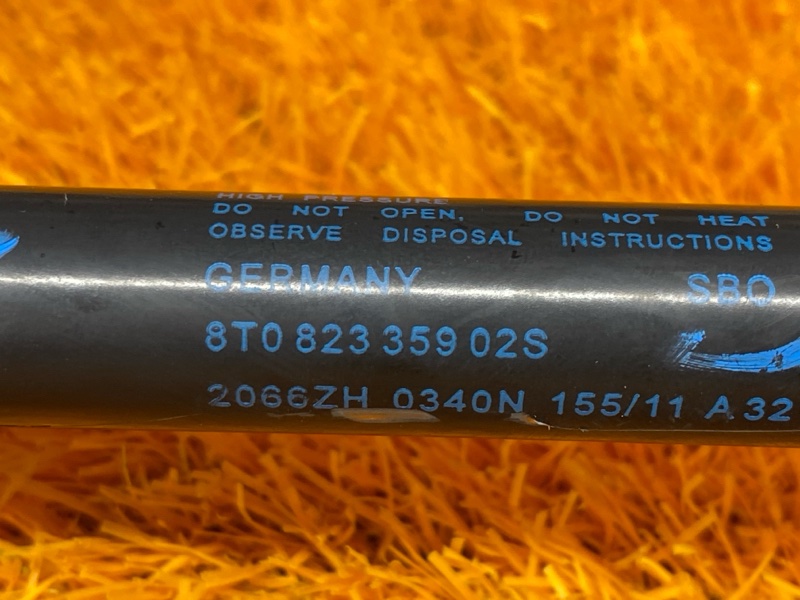 HIGH PRESSURE
DO NOT OPEN, DO NOT HEAT
OBSERVE DISPOSAL INSTRUCTIONS
GERMANY SBO
8T0 823 359 02S
2066ZH 0340N 155/11 A 32